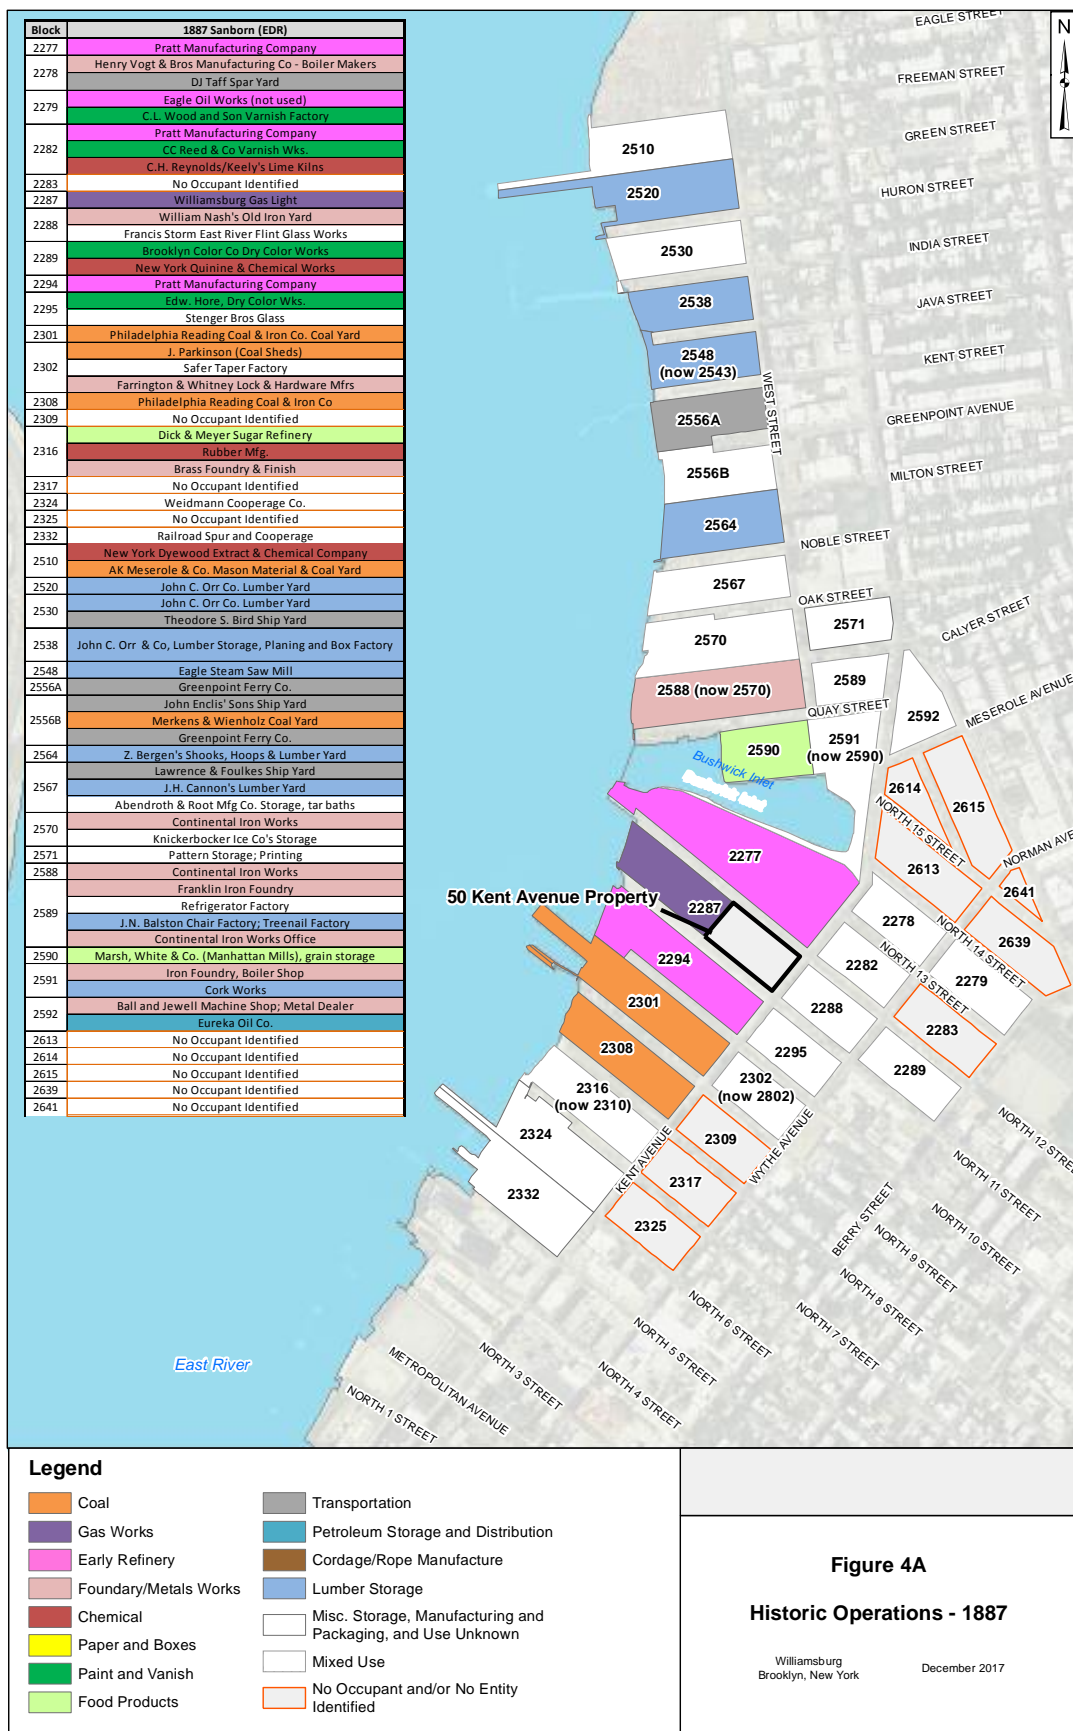 Block 1887 Sanborn (EDR)
2277 Pratt Manufacturing Company
2278 Henry Vogt & Bros Manufacturing Co - Boiler Makers
DJ Taff Spar Yard
2279 Eagle Oil Works (not used)
C.L. Wood and Son Varnish Factory
2282 Pratt Manufacturing Company
CC Reed & Co Varnish Wks.
C.H. Reynolds/Keely's Lime Kilns
2283 No Occupant Identified
2287 Williamsburg Gas Light
2288 William Nash's Old Iron Yard
Francis Storm East River Flint Glass Works
2289 Brooklyn Color Co Dry Color Works
New York Quinine & Chemical Works
2294 Pratt Manufacturing Company
2295 Edw. Hore, Dry Color Wks.
Stenger Bros Glass
2301 Philadelphia Reading Coal & Iron Co. Coal Yard
2302 J. Parkinson (Coal Sheds)
Safer Taper Factory
Farrington & Whitney Lock & Hardware Mfrs
2308 Philadelphia Reading Coal & Iron Co
2309 No Occupant Identified
2316 Dick & Meyer Sugar Refinery
Rubber Mfg.
Brass Foundry & Finish
2317 No Occupant Identified
2324 Weidmann Cooperage Co.
2325 No Occupant Identified
2332 Railroad Spur and Cooperage
2510 New York Dyewood Extract & Chemical Company
AK Meserole & Co. Mason Material & Coal Yard
2520 John C. Orr Co. Lumber Yard
2530 John C. Orr Co. Lumber Yard
Theodore S. Bird Ship Yard
2538 John C. Orr & Co, Lumber Storage, Planing and Box Factory
2548 Eagle Steam Saw Mill
2556A Greenpoint Ferry Co.
2556B John Enclis' Sons Ship Yard
Merkens & Wienholz Coal Yard
Greenpoint Ferry Co.
2564 Z. Bergen's Shooks, Hoops & Lumber Yard
2567 Lawrence & Foulkes Ship Yard
J.H. Cannon's Lumber Yard
Abendroth & Root Mfg Co. Storage, tar baths
2570 Continental Iron Works
Knickerbocker Ice Co's Storage
2571 Pattern Storage; Printing
2588 Continental Iron Works
2589 Franklin Iron Foundry
Refrigerator Factory
J.N. Balston Chair Factory; Treenail Factory
Continental Iron Works Office
2590 Marsh, White & Co. (Manhattan Mills), grain storage
2591 Iron Foundry, Boiler Shop
Cork Works
2592 Ball and Jewell Machine Shop; Metal Dealer
Eureka Oil Co.
2613 No Occupant Identified
2614 No Occupant Identified
2615 No Occupant Identified
2639 No Occupant Identified
2641 No Occupant Identified
N
EAGLE STREET
FREEMAN STREET
GREEN STREET
HURON STREET
INDIA STREET
JAVA STREET
KENT STREET
GREENPOINT AVENUE
MILTON STREET
WEST STREET
NOBLE STREET
OAK STREET
CALYER STREET
QUAY STREET
MESEROLE AVENUE
NORMAN AVE
2510
2520
2530
2538
2548
(now 2543)
2556A
2556B
2564
2567
2570
2571
2588 (now 2570)
2589
2592
2590
2591
(now 2590)
Bushwick Inlet
2614
2615
NORTH 15 STREET
2613
2641
2277
2287
50 Kent Avenue Property
2278
NORTH 14 STREET
2639
2294
2282
NORTH 13 STREET
2279
2301
2288
2283
2308
2295
2289
2316
(now 2310)
2302
(now 2802)
2324
2309
2332
KENT AVENUE
2317
WYTHE AVENUE
2325
NORTH 12 STREE
NORTH 11 STREET
NORTH 10 STREET
BERRY STREET
NORTH 9 STREET
NORTH 8 STREET
NORTH 7 STREET
NORTH 6 STREET
NORTH 5 STREET
NORTH 4 STREET
NORTH 3 STREET
METROPOLITAN AVENUE
NORTH 1 STREET
East River
Legend
Coal
Gas Works
Early Refinery
Foundary/Metals Works
Chemical
Paper and Boxes
Paint and Vanish
Food Products
Transportation
Petroleum Storage and Distribution
Cordage/Rope Manufacture
Lumber Storage
Misc. Storage, Manufacturing and
Packaging, and Use Unknown
Mixed Use
No Occupant and/or No Entity
Identified
Figure 4A
Historic Operations - 1887
Williamsburg
Brooklyn, New York
December 2017